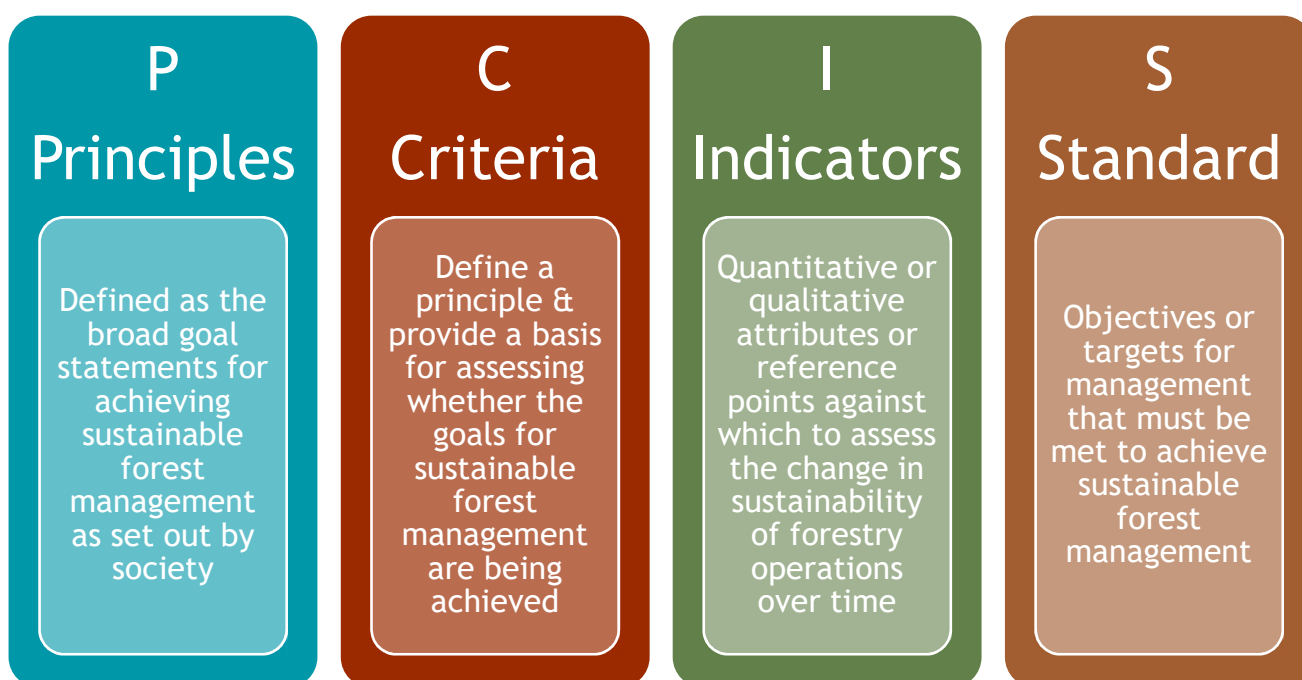 P
Principles
Defined as the
broad goal
statements for
achieving
sustainable
forest
management
as set out by
society
C
Criteria
Define a
principle &
provide a basis
for assessing
whether the
goals for
sustainable
forest
management
are being
achieved
I
Indicators
Quantitative or
qualitative
attributes or
reference
points against
which to assess
the change in
sustainability
of forestry
operations
over time
S
Standard
Objectives or
targets for
management
that must be
met to achieve
sustainable
forest
management